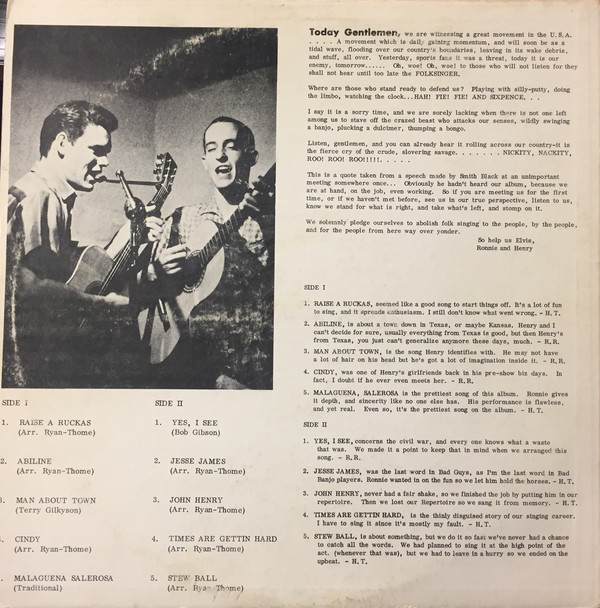 Today Gentlemen, we are witnessing a great movement in the U.S.A.
. . . . A movement which is daily gaining momentum, and will soon be as a
tidal wave, flooding over our country's boundaries, leaving in its wake debris,
and stuff, all over. Yesterday, sports fans it was a threat, today it is our
enemy, tomorrow...... Oh, woe! Oh, woe! to those who will not listen for they
shall not hear until too late the FOLKSINGER.
Where are those who stand ready to defend us? Playing with silly-putty, doing
the limbo, watching the clock...HAH! FIE! FIE! AND SIXPENCE. . .
I say it is a sorry time, and we are surely lacking when there is not one left
among us to stave off the crazed beast who attacks our senses, wildly swinging
a banjo, plucking a dulcimer, thumping a bongo.
Listen, gentlemen, and you can already hear it rolling across our country-it is
the fierce cry of the crude, slovering savage. . . . . . . NICKITY, NACKITY,
ROO! ROO! ROO!!!!!. . . . .
This is a quote taken from a speech made by Smith Black at an unimportant
meeting somewhere once... Obviously he hadn't heard our album, because we
are at hand, on the job, even working. So if you are meeting us for the first
time, or if we haven't met before, see us in our true perspective, listen to us,
know we stand for what is right, and take what's left, and stomp on it.
We solemnly pledge ourselves to abolish folk singing to the people, by the people,
and for the people from here way over yonder.
So help us Elvis,
Ronnie and Henry
SIDE I
1. RAISE A RUCKAS, seemed like a good song to start things off. It's a lot of fun
to sing, and it spreads enthusiasm. I still don't know what went wrong. - H.T.
2. ABILINE, is about a town down in Texas, or maybe Kansas. Henry and I
can't decide for sure, usually everything from Texas is good, but then Henry's
from Texas, you just can't generalize anymore these days, much. - R.R.
3. MAN ABOUT TOWN, is the song Henry identifies with. He may not have
a lot of hair on his head but he's got a lot of imagination inside it. - R.R.
4. CINDY, was one of Henry's girlfriends back in his pre-show biz days. In
fact, I doubt if he ever even meets her. - R.R.
5. MALAGUENA, SALEROSA is the prettiest song of this album. Ronnie gives
it depth, and sincerity like no one else has. His performance is flawless,
and yet real. Even so, it's the prettiest song on the album. - H.T.
SIDE II
1. YES, I SEE, concerns the civil war, and every one knows what a waste
that was. We made it a point to keep that in mind when we arranged this
song. - R.R.
2. JESSE JAMES, was the last word in Bad Guys, as I'm the last word in Bad
Banjo players. Ronnie wanted in on the fun so we let him hold the horses. - H.T.
3. JOHN HENRY, never had a fair shake, so we finished the job by putting him in our
repertoire. Then we lost our Repertoire so we sang it from memory. - H.T.
4. TIMES ARE GETTIN HARD, is the thinly disguised story of our singing career.
I have to sing it since it's mostly my fault. - H.T.
5. STEW BALL, is about something, but we do it so fast we've never had a chance
to catch all the words. We had planned to sing it at the high point of the
act. (whenever that was), but we had to leave in a hurry so we ended on the
upbeat. - H.T.
SIDE I
1. RAISE A RUCKAS
(Arr. Ryan-Thome)
2. ABILINE
(Arr. Ryan-Thome)
3. MAN ABOUT TOWN
(Terry Gilkyson)
. CINDY
(Arr. Ryan-Thome)
. MALAGUENA SALEROSA
(Traditional)
SIDE II
1. YES, I SEE
(Bob Gibson)
2. JESSE JAMES
(Arr. Ryan-Thome)
3. JOHN HENRY
(Arr. Ryan-Thome)
4. TIMES ARE GETTIN HARD
(Arr. Ryan-Thome)
5. STEW BALL
(Arr. Ryan-Thome)